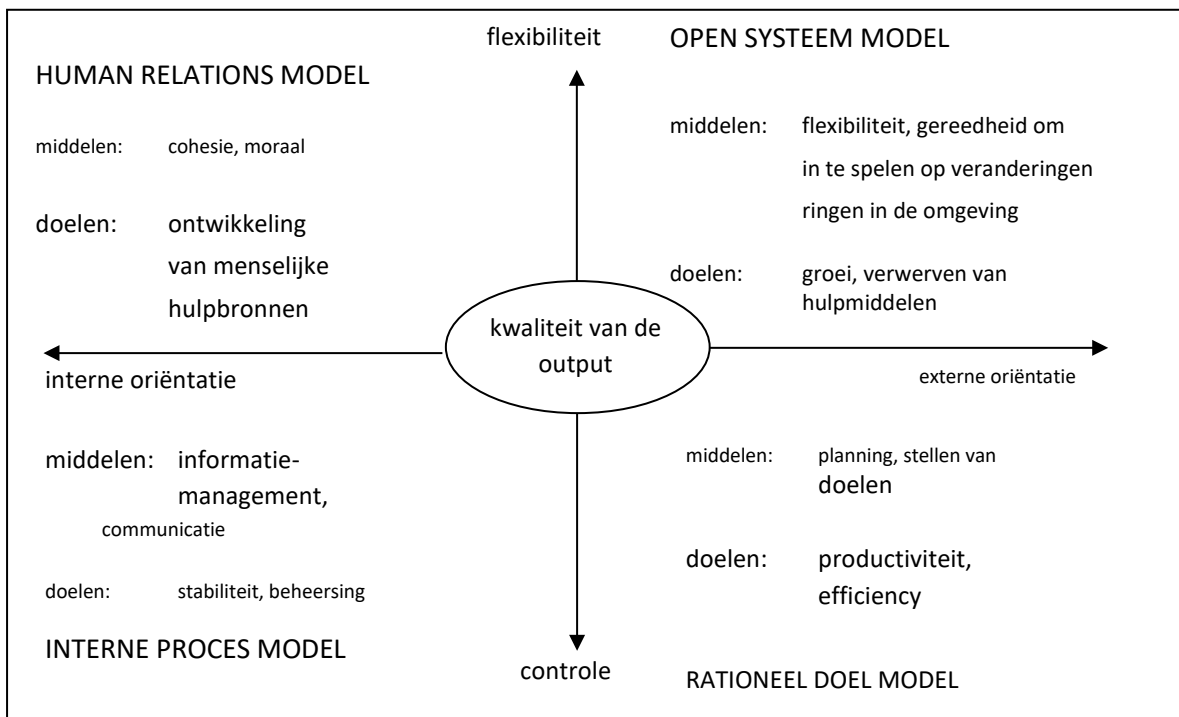 flexibiliteit
OPEN SYSTEEM MODEL
HUMAN RELATIONS MODEL
middelen: flexibiliteit, gereedheid om
in te spelen op veranderingen
ringen in de omgeving
middelen: cohesie, moraal
doelen: ontwikkeling
van menselijke
hulpbronnen
doelen: groei, verwerven van
hulpmiddelen
kwaliteit van de
output
interne oriëntatie
externe oriëntatie
middelen: informatie-
management,
communicatie
doelen: stabiliteit, beheersing
INTERNE PROCES MODEL
middelen: planning, stellen van
doelen
doelen: productiviteit,
efficiency
controle
RATIONEEL DOEL MODEL